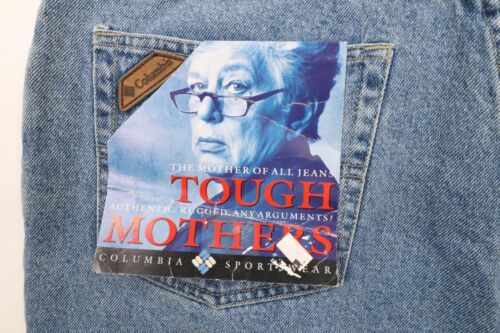 Columbia
THE MOTHER OF ALL JEANS
TOUGH
AUTHENTIC. RUGGED. ANY ARGUMENTS?
MOTHERS
COLUMBIA SPORTSWEAR